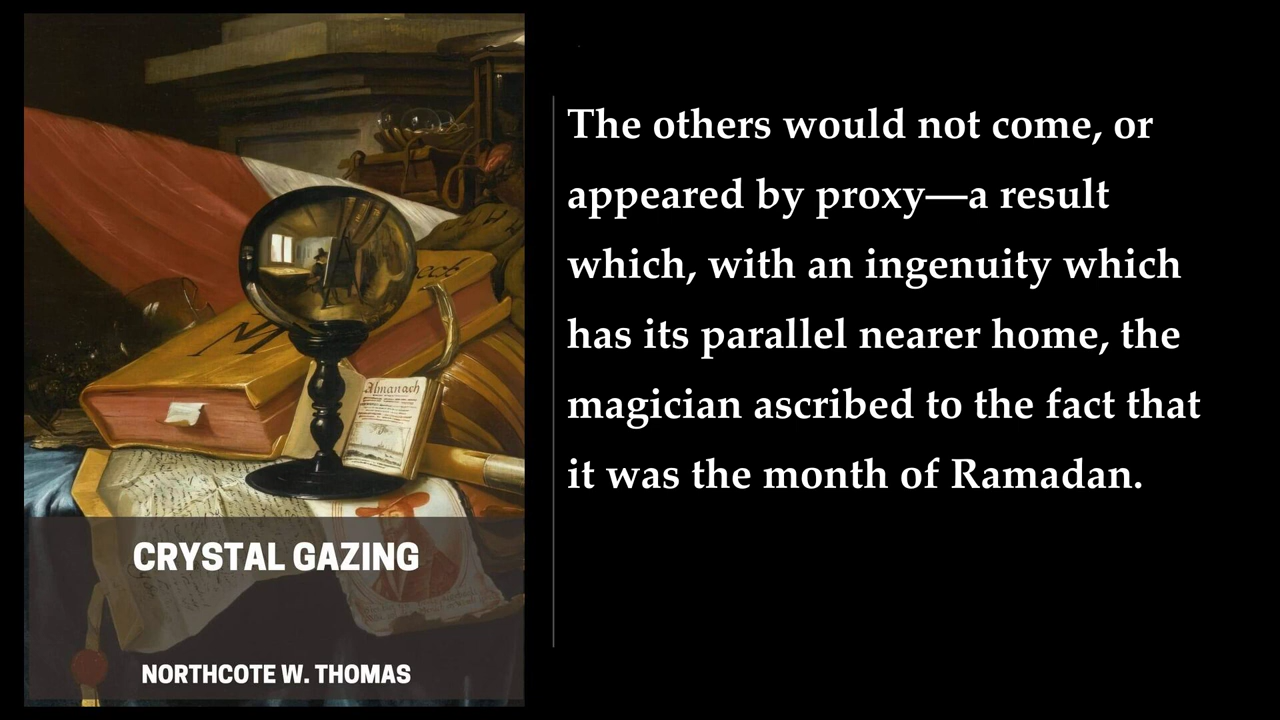 The others would not come, or
appeared by proxy—a result
which, with an ingenuity which
has its parallel nearer home, the
magician ascribed to the fact that
it was the month of Ramadan.
M
Almanach
CRYSTAL GAZING
NORTHCOTE W. THOMAS